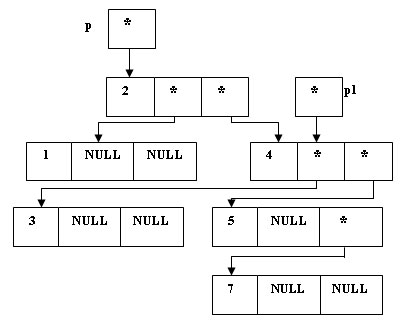 p *
2 * * * p1
1 NULL NULL 4 * *
3 NULL NULL 5 NULL *
7 NULL NULL